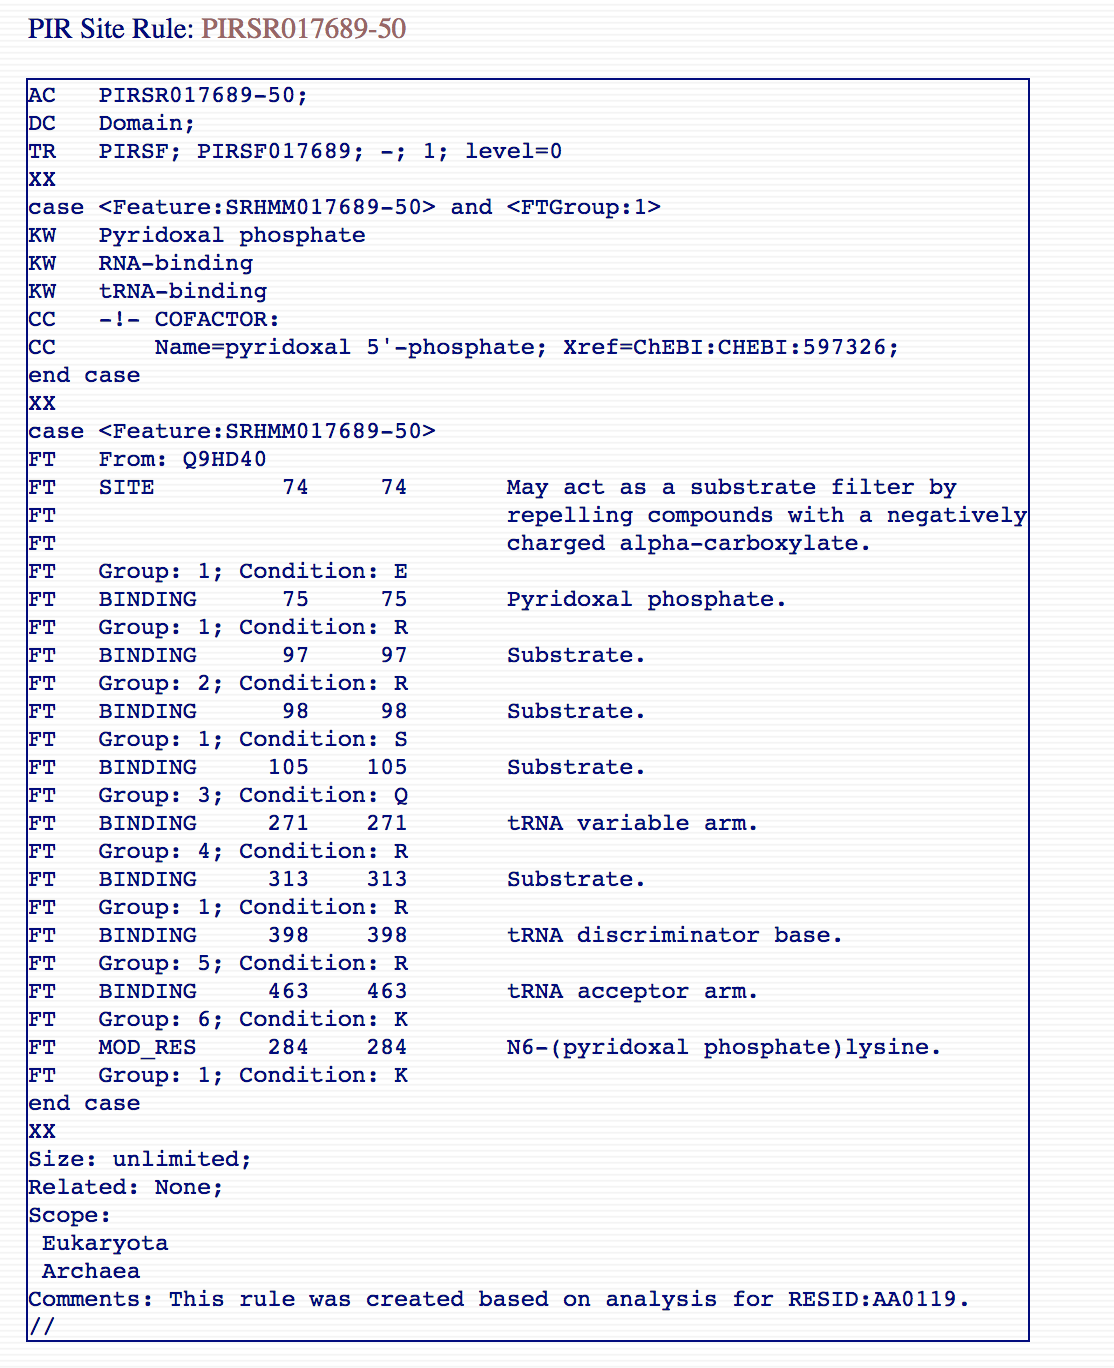 PIR Site Rule: PIRSR017689-50
AC   PIRSR017689-50;
DC   Domain;
TR   PIRSF; PIRSF017689; -; 1; level=0
XX
case <Feature:SRHMM017689-50> and <FTGroup:1>
KW   Pyridoxal phosphate
KW   RNA-binding
KW   tRNA-binding
CC   -!- COFACTOR:
CC       Name=pyridoxal 5'-phosphate; Xref=ChEBI:CHEBI:597326;
end case
XX
case <Feature:SRHMM017689-50>
FT   From: Q9HD40
FT   SITE         74     74       May act as a substrate filter by
FT                                repelling compounds with a negatively
FT                                charged alpha-carboxylate.
FT   Group: 1; Condition: E
FT   BINDING      75     75       Pyridoxal phosphate.
FT   Group: 1; Condition: R
FT   BINDING      97     97       Substrate.
FT   Group: 2; Condition: R
FT   BINDING      98     98       Substrate.
FT   Group: 1; Condition: S
FT   BINDING     105    105       Substrate.
FT   Group: 3; Condition: Q
FT   BINDING     271    271       tRNA variable arm.
FT   Group: 4; Condition: R
FT   BINDING     313    313       Substrate.
FT   Group: 1; Condition: R
FT   BINDING     398    398       tRNA discriminator base.
FT   Group: 5; Condition: R
FT   BINDING     463    463       tRNA acceptor arm.
FT   Group: 6; Condition: K
FT   MOD_RES     284    284       N6-(pyridoxal phosphate)lysine.
FT   Group: 1; Condition: K
end case
XX
Size: unlimited;
Related: None;
Scope:
 Eukaryota
 Archaea
Comments: This rule was created based on analysis for RESID:AA0119.
//